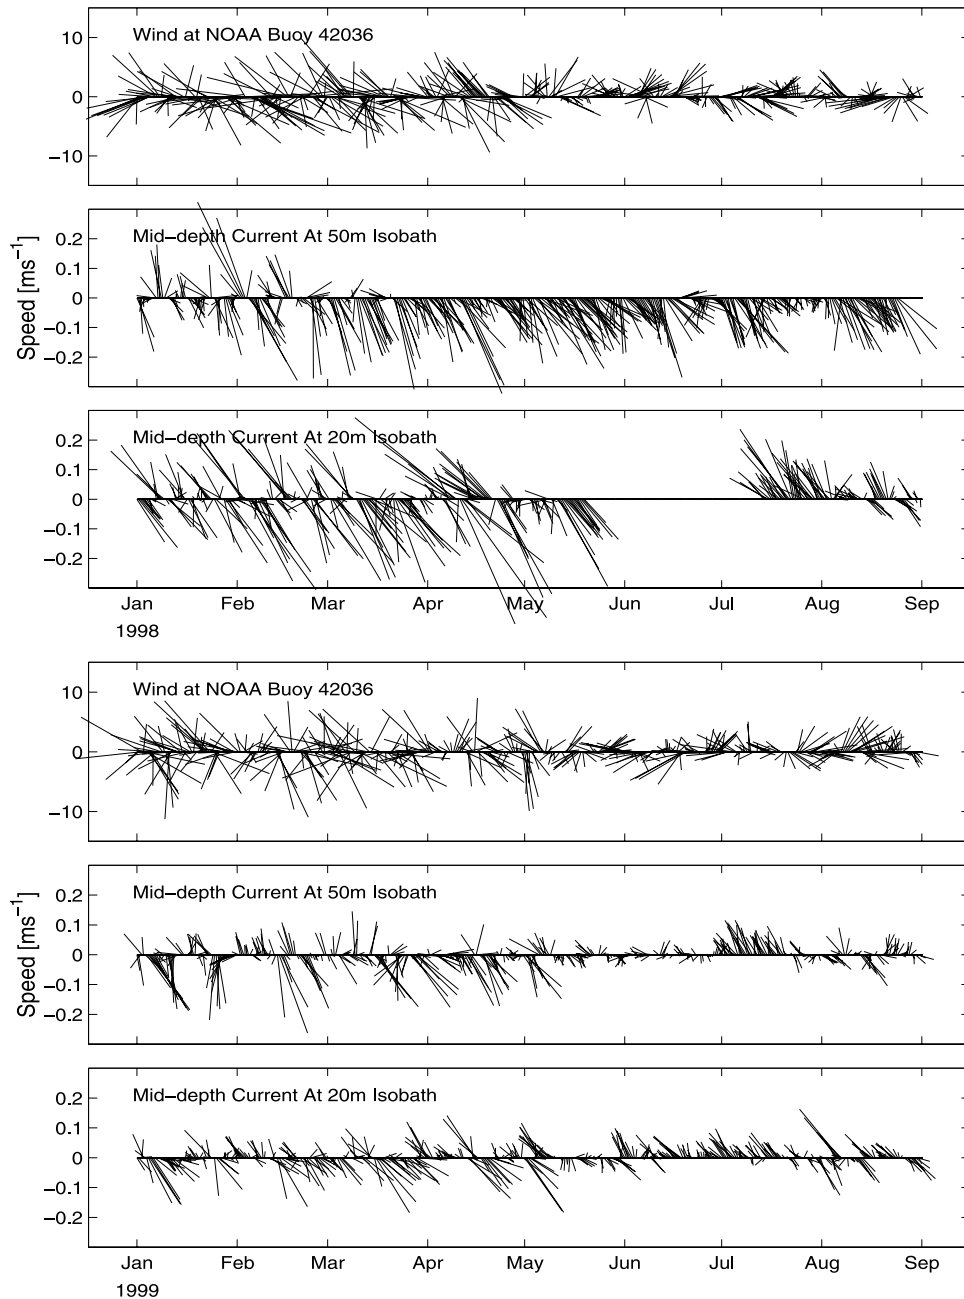 Wind at NOAA Buoy 42036
10
0
−10
Mid−depth Current At 50m Isobath
0.2
0.1
0
−0.1
−0.2
Speed [ms⁻¹]
Mid−depth Current At 20m Isobath
0.2
0.1
0
−0.1
−0.2
Jan Feb Mar Apr May Jun Jul Aug Sep
1998
Wind at NOAA Buoy 42036
10
0
−10
Mid−depth Current At 50m Isobath
0.2
0.1
0
−0.1
−0.2
Speed [ms⁻¹]
Mid−depth Current At 20m Isobath
0.2
0.1
0
−0.1
−0.2
Jan Feb Mar Apr May Jun Jul Aug Sep
1999